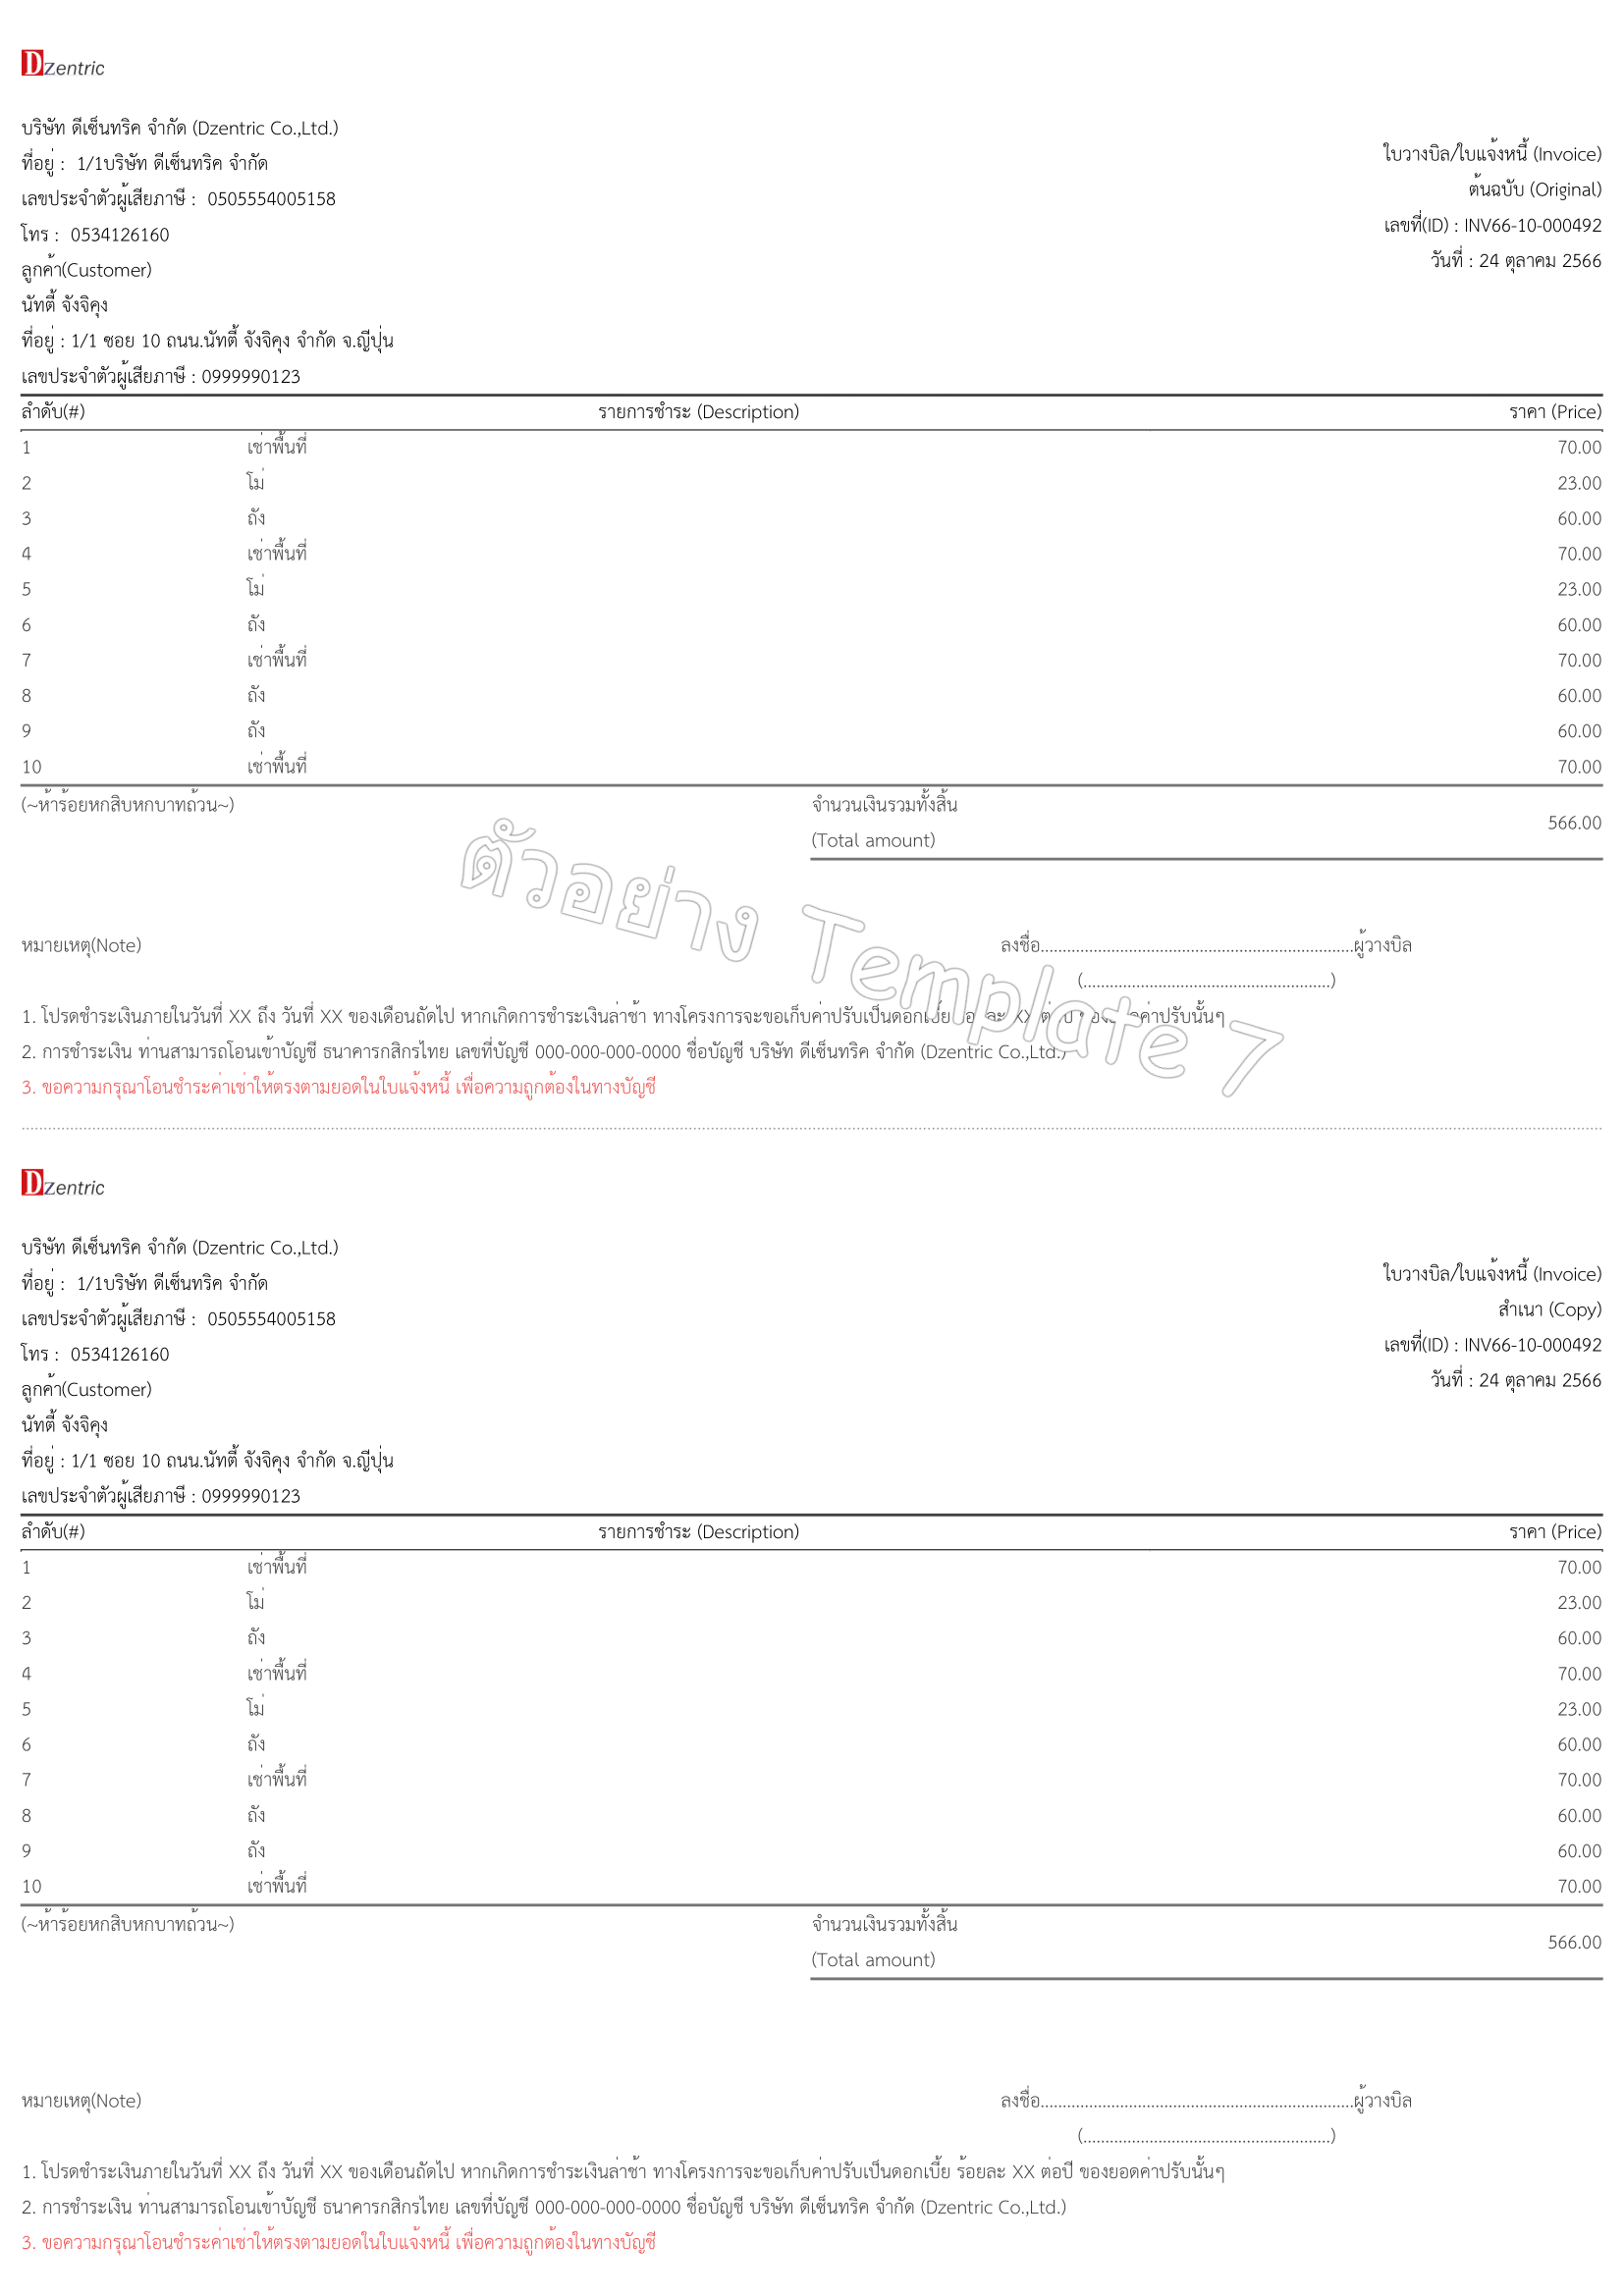 Dzentric
บริษัท ดีเซ็นทริค จำกัด (Dzentric Co.,Ltd.)
ที่อยู่ : 1/1บริษัท ดีเซ็นทริค จำกัด
เลขประจำตัวผู้เสียภาษี : 0505554005158
โทร : 0534126160
ใบวางบิล/ใบแจ้งหนี้ (Invoice)
ต้นฉบับ (Original)
เลขที่(ID) : INV66-10-000492
วันที่ : 24 ตุลาคม 2566
ลูกค้า(Customer)
นัทตี้ จังจิคุง
ที่อยู่ : 1/1 ซอย 10 ถนน.นัทตี้ จังจิคุง จำกัด จ.ญี่ปุ่น
เลขประจำตัวผู้เสียภาษี : 0999990123
ลำดับ(#) รายการชำระ (Description) ราคา (Price)
1 เช่าพื้นที่ 70.00
2 โม่ 23.00
3 ถัง 60.00
4 เช่าพื้นที่ 70.00
5 โม่ 23.00
6 ถัง 60.00
7 เช่าพื้นที่ 70.00
8 ถัง 60.00
9 ถัง 60.00
10 เช่าพื้นที่ 70.00
(~ห้าร้อยหกสิบหกบาทถ้วน~) จำนวนเงินรวมทั้งสิ้น
(Total amount) 566.00
ตัวอย่าง Template 7
หมายเหตุ(Note) ลงชื่อ.......................................................................ผู้วางบิล
(........................................................)
1. โปรดชำระเงินภายในวันที่ XX ถึง วันที่ XX ของเดือนถัดไป หากเกิดการชำระเงินล่าช้า ทางโครงการจะขอเก็บค่าปรับเป็นดอกเบี้ย ร้อยละ XX ต่อปี ของยอดค่าปรับนั้นๆ
2. การชำระเงิน ท่านสามารถโอนเข้าบัญชี ธนาคารกสิกรไทย เลขที่บัญชี 000-000-000-0000 ชื่อบัญชี บริษัท ดีเซ็นทริค จำกัด (Dzentric Co.,Ltd.)
3. ขอความกรุณาโอนชำระค่าเช่าให้ตรงตามยอดในใบแจ้งหนี้ เพื่อความถูกต้องในทางบัญชี
Dzentric
บริษัท ดีเซ็นทริค จำกัด (Dzentric Co.,Ltd.)
ที่อยู่ : 1/1บริษัท ดีเซ็นทริค จำกัด
เลขประจำตัวผู้เสียภาษี : 0505554005158
โทร : 0534126160
ใบวางบิล/ใบแจ้งหนี้ (Invoice)
สำเนา (Copy)
เลขที่(ID) : INV66-10-000492
วันที่ : 24 ตุลาคม 2566
ลูกค้า(Customer)
นัทตี้ จังจิคุง
ที่อยู่ : 1/1 ซอย 10 ถนน.นัทตี้ จังจิคุง จำกัด จ.ญี่ปุ่น
เลขประจำตัวผู้เสียภาษี : 0999990123
ลำดับ(#) รายการชำระ (Description) ราคา (Price)
1 เช่าพื้นที่ 70.00
2 โม่ 23.00
3 ถัง 60.00
4 เช่าพื้นที่ 70.00
5 โม่ 23.00
6 ถัง 60.00
7 เช่าพื้นที่ 70.00
8 ถัง 60.00
9 ถัง 60.00
10 เช่าพื้นที่ 70.00
(~ห้าร้อยหกสิบหกบาทถ้วน~) จำนวนเงินรวมทั้งสิ้น
(Total amount) 566.00
หมายเหตุ(Note) ลงชื่อ.......................................................................ผู้วางบิล
(........................................................)
1. โปรดชำระเงินภายในวันที่ XX ถึง วันที่ XX ของเดือนถัดไป หากเกิดการชำระเงินล่าช้า ทางโครงการจะขอเก็บค่าปรับเป็นดอกเบี้ย ร้อยละ XX ต่อปี ของยอดค่าปรับนั้นๆ
2. การชำระเงิน ท่านสามารถโอนเข้าบัญชี ธนาคารกสิกรไทย เลขที่บัญชี 000-000-000-0000 ชื่อบัญชี บริษัท ดีเซ็นทริค จำกัด (Dzentric Co.,Ltd.)
3. ขอความกรุณาโอนชำระค่าเช่าให้ตรงตามยอดในใบแจ้งหนี้ เพื่อความถูกต้องในทางบัญชี